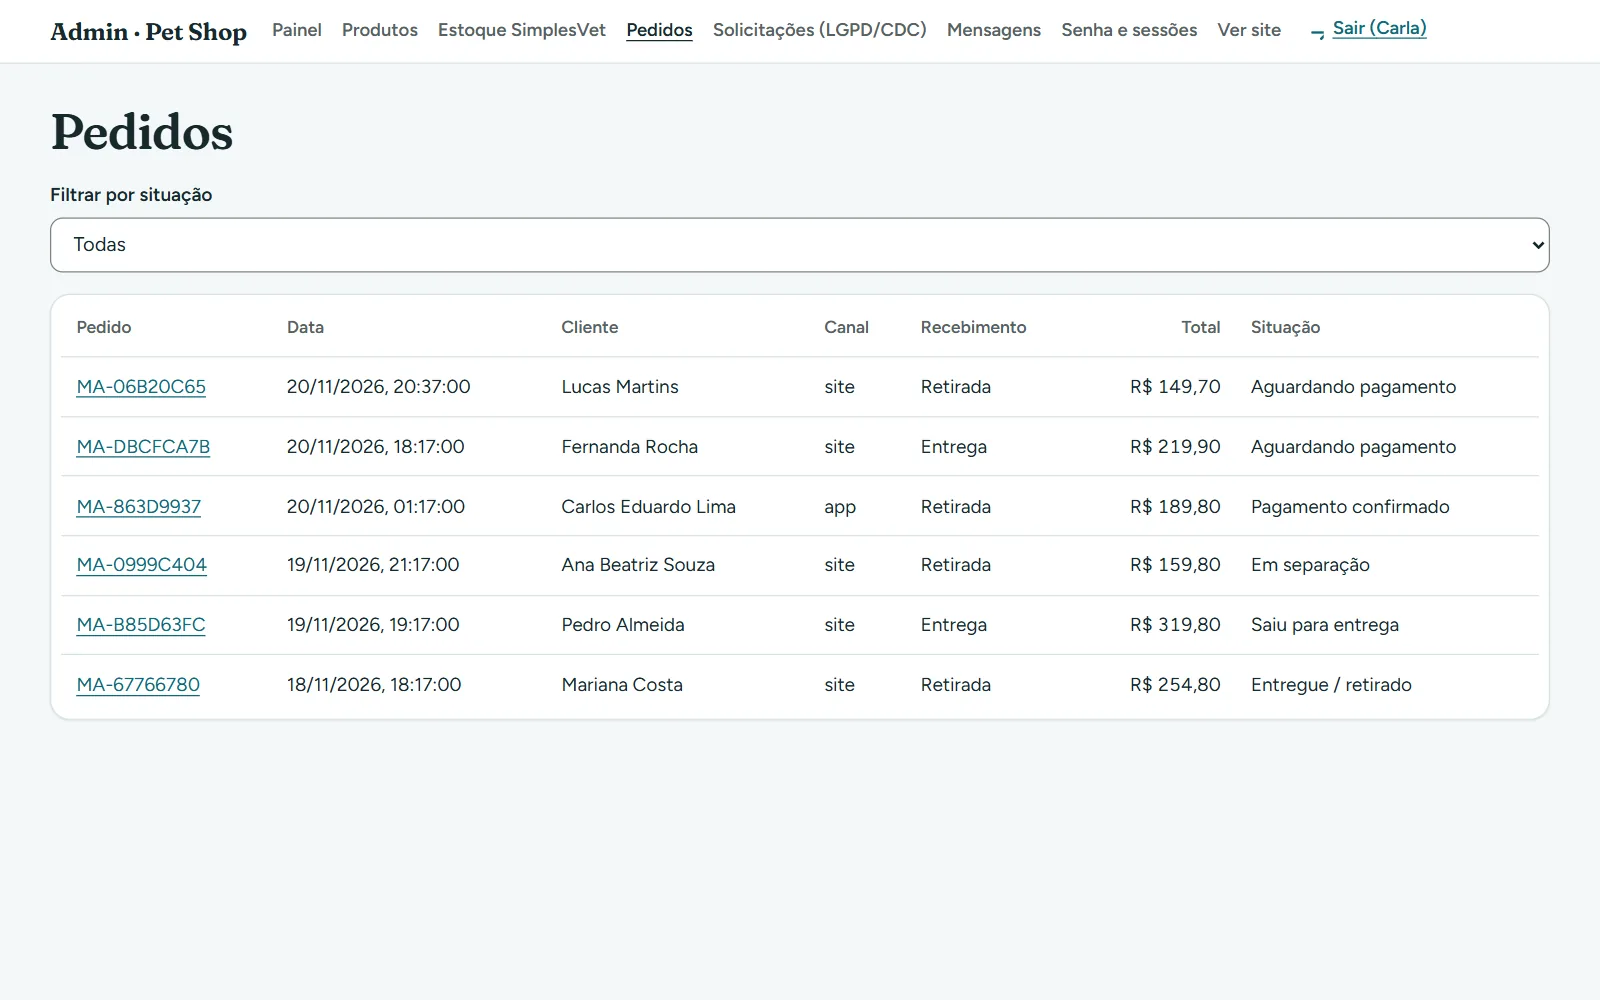 Admin · Pet Shop Painel Produtos Estoque SimplesVet Pedidos Solicitações (LGPD/CDC) Mensagens Senha e sessões Ver site Sair (Carla)
Pedidos
Filtrar por situação
Todas
Pedido Data Cliente Canal Recebimento Total Situação
MA-06B20C65 20/11/2026, 20:37:00 Lucas Martins site Retirada R$ 149,70 Aguardando pagamento
MA-DBCFCA7B 20/11/2026, 18:17:00 Fernanda Rocha site Entrega R$ 219,90 Aguardando pagamento
MA-863D9937 20/11/2026, 01:17:00 Carlos Eduardo Lima app Retirada R$ 189,80 Pagamento confirmado
MA-0999C404 19/11/2026, 21:17:00 Ana Beatriz Souza site Retirada R$ 159,80 Em separação
MA-B85D63FC 19/11/2026, 19:17:00 Pedro Almeida site Entrega R$ 319,80 Saiu para entrega
MA-67766780 18/11/2026, 18:17:00 Mariana Costa site Retirada R$ 254,80 Entregue / retirado